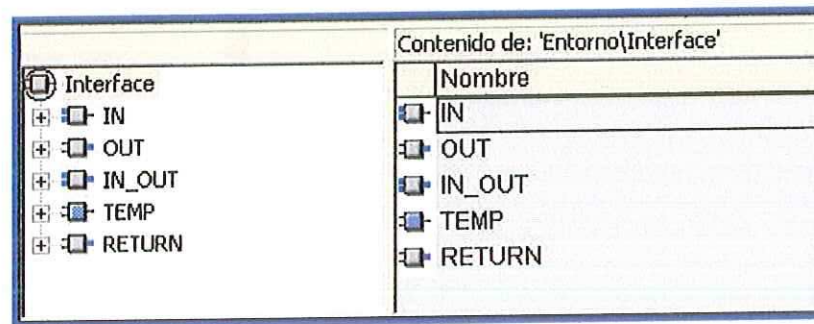 Contenido de: 'Entorno\Interface'
Interface
IN
OUT
IN_OUT
TEMP
RETURN
Nombre
IN
OUT
IN_OUT
TEMP
RETURN